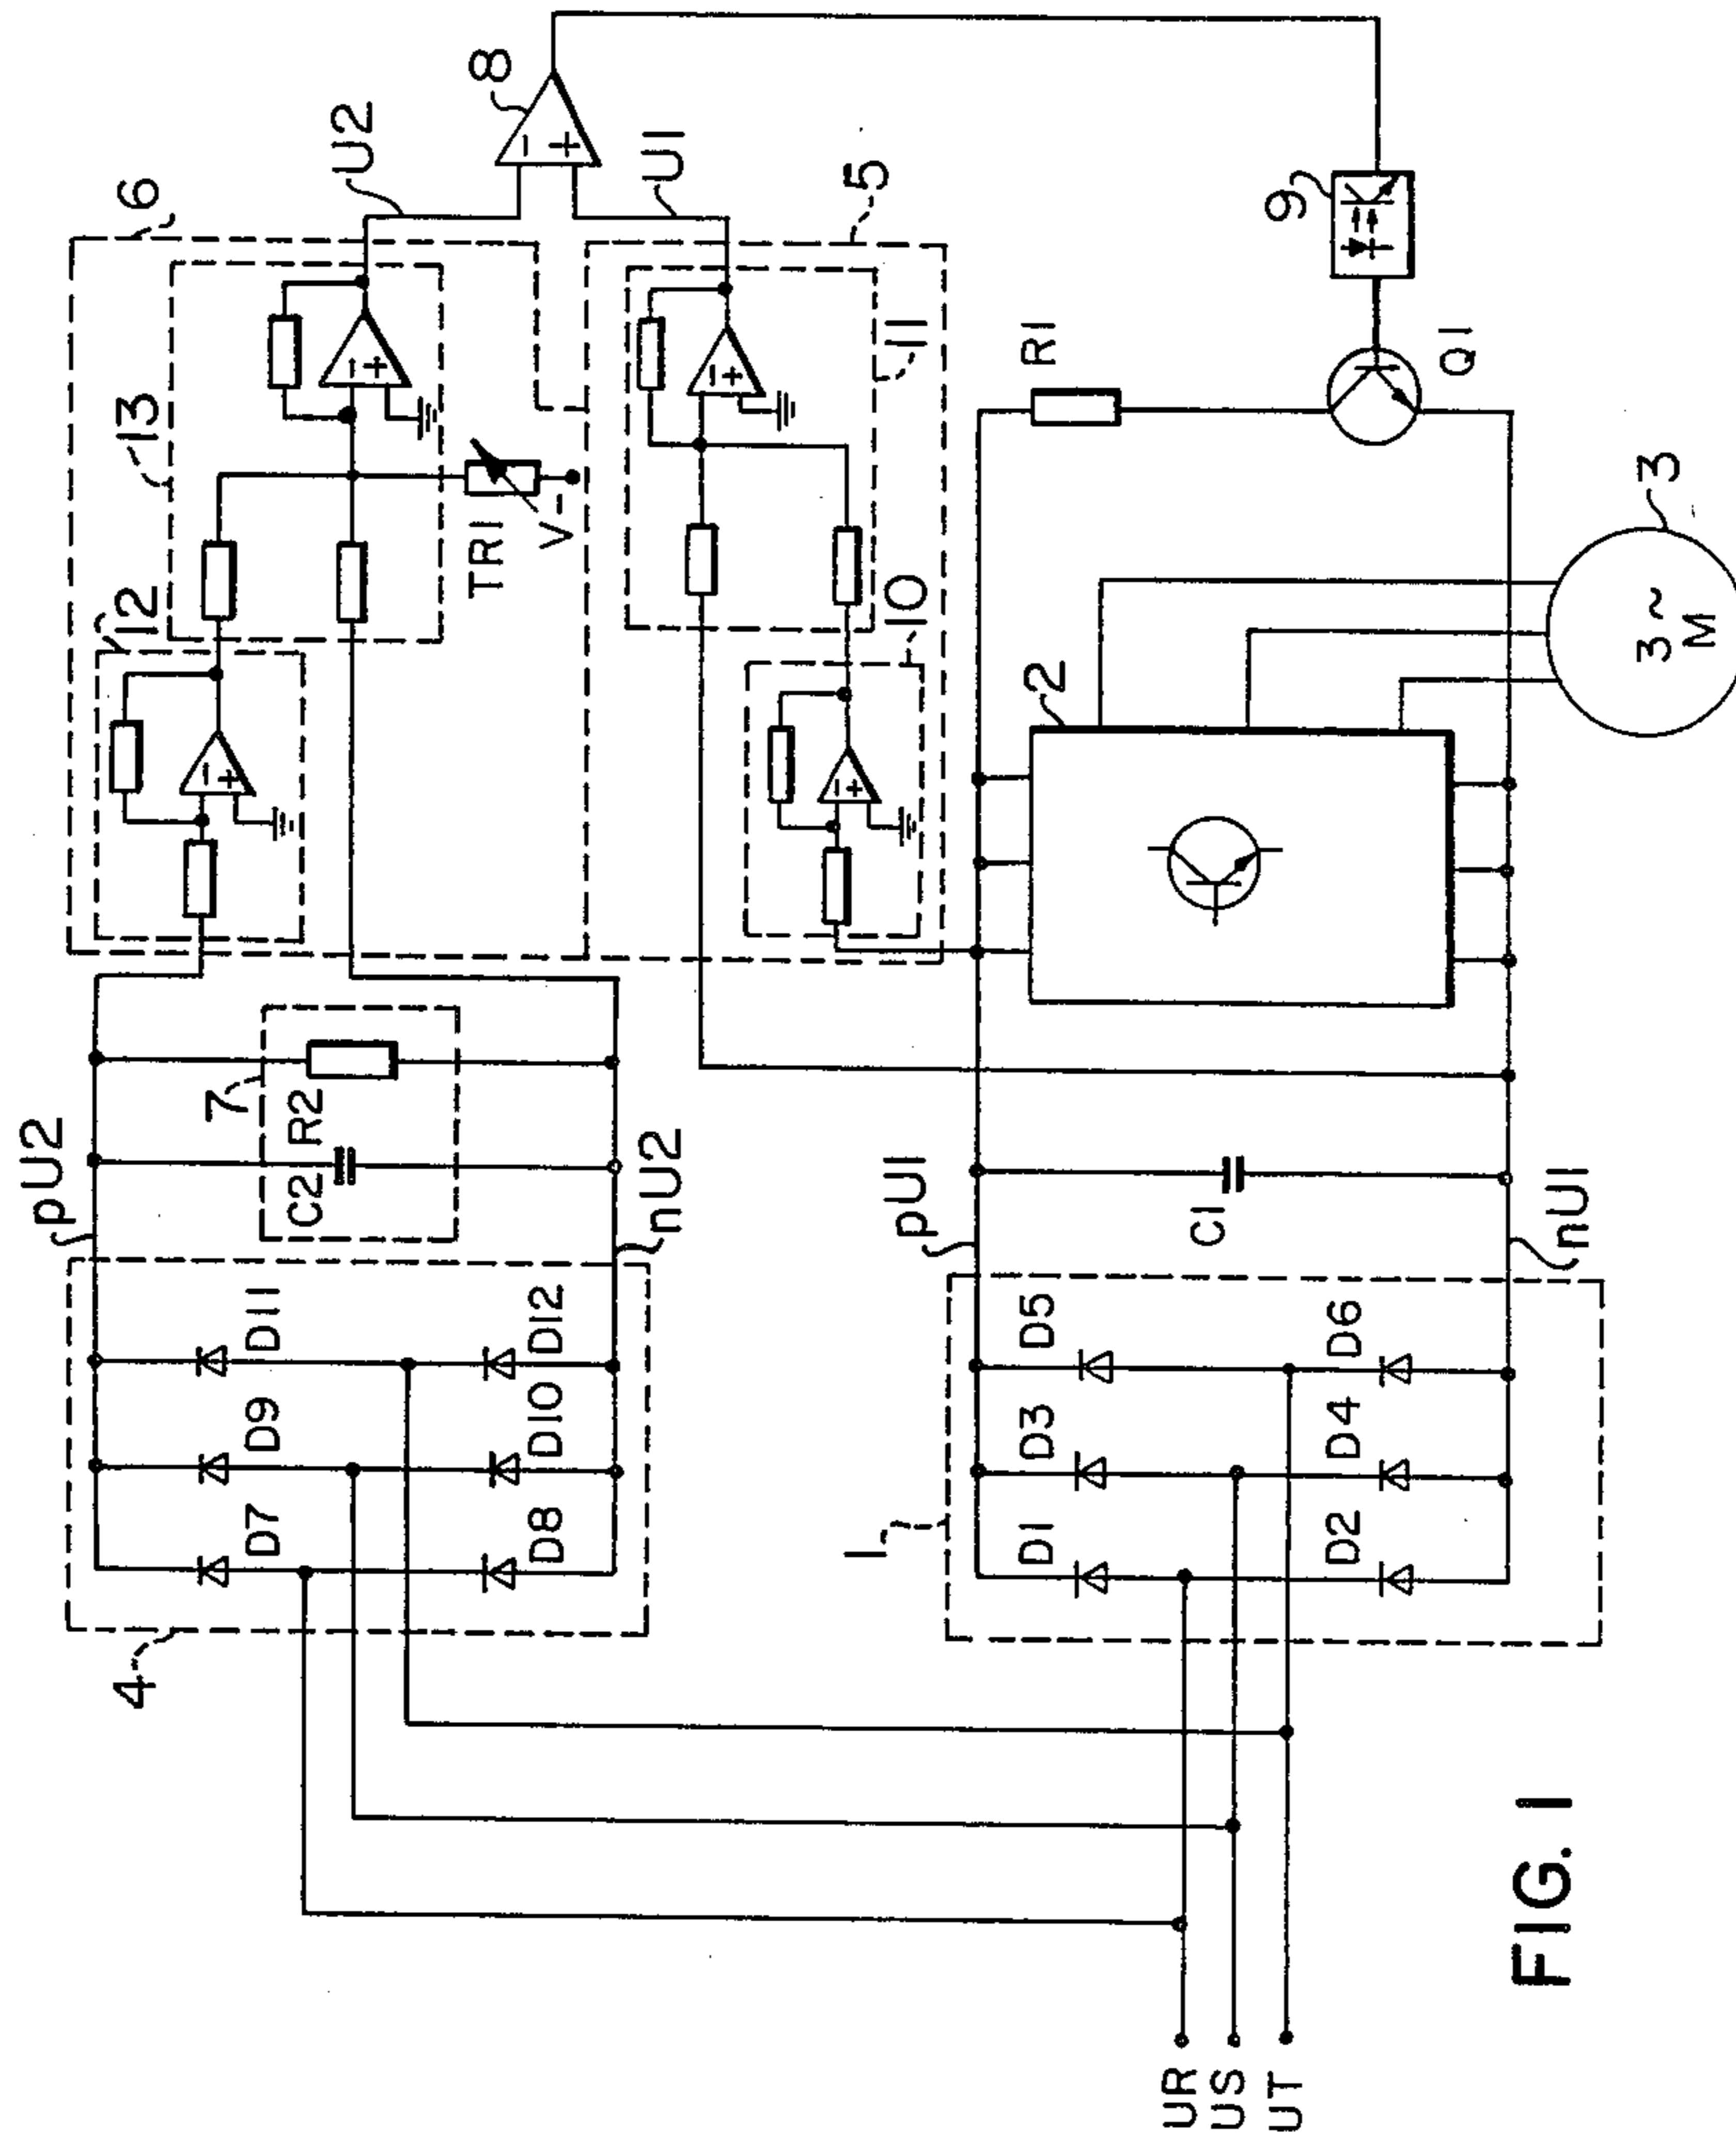 6
8
U2
13
12
U1
5
− +
− +
− +
− +
− +
TR1
V−
11
10
9
R1
Q1
pU2
7
C2 R2
nU2
2
3
3~
M
4
D7 D9 D11
D8 D10 D12
pU1
C1
nU1
1
D1 D3 D5
D2 D4 D6
UR
US
UT
FIG. 1